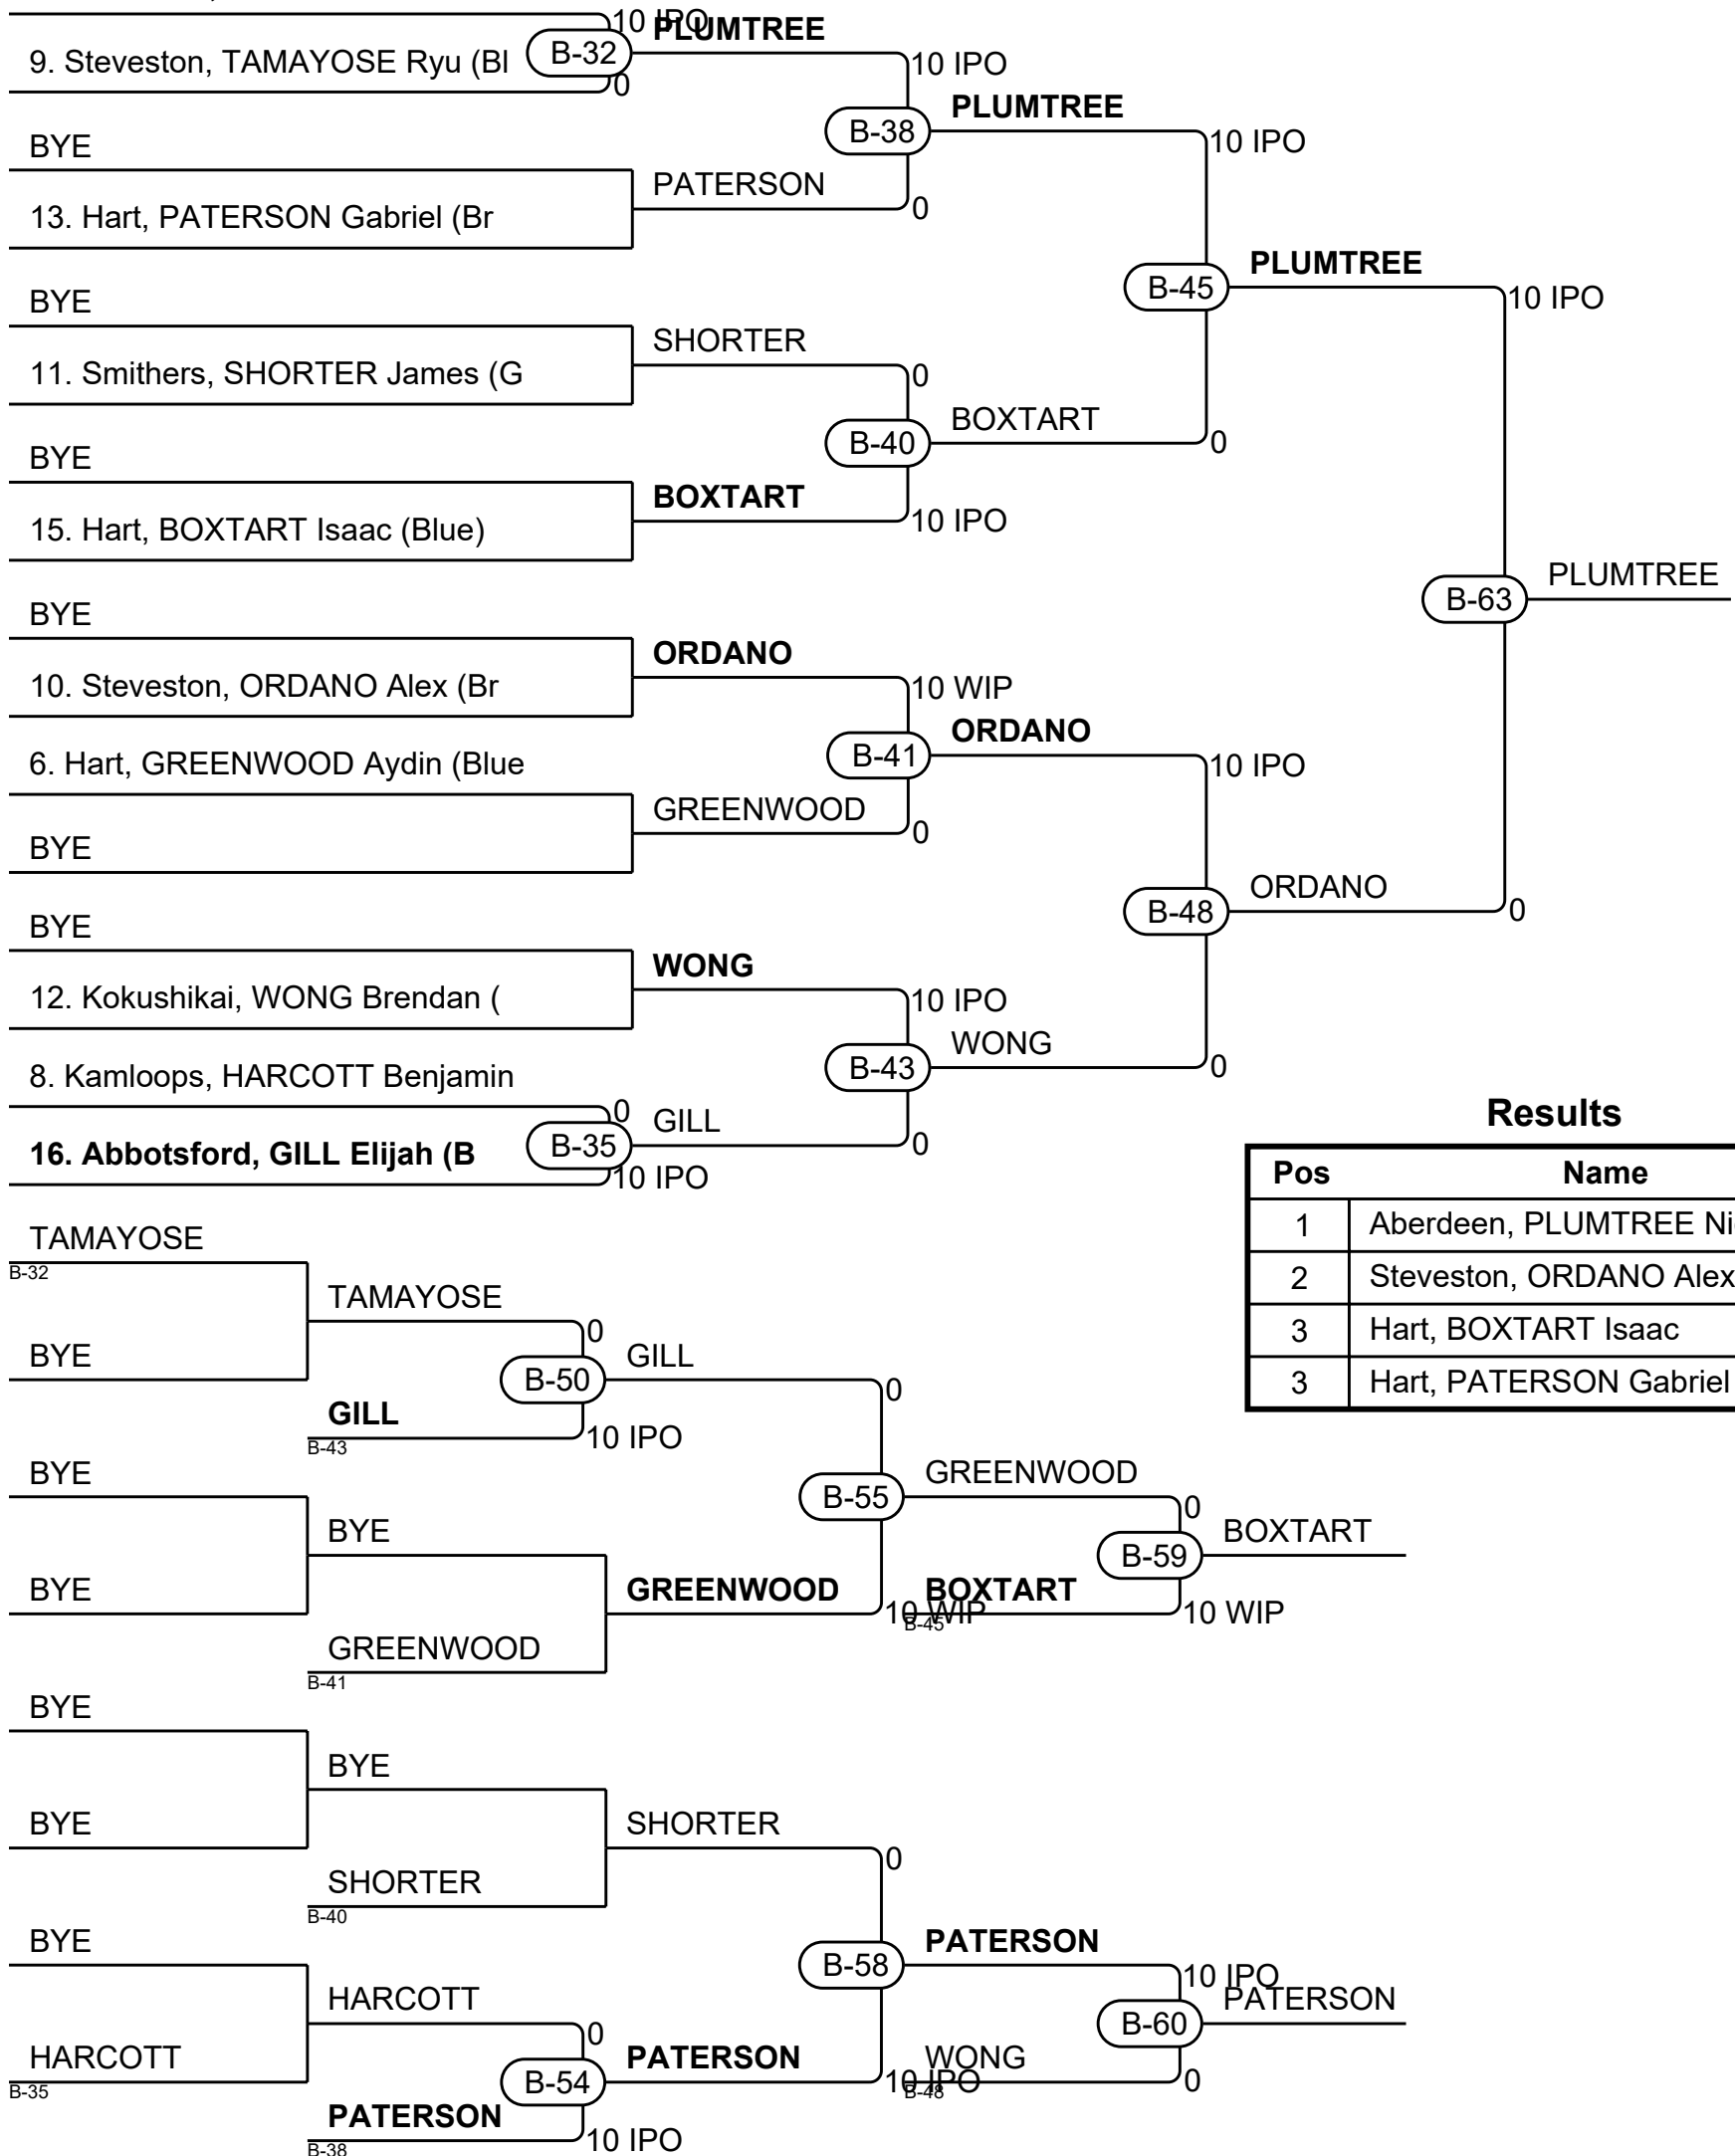 10 IPO
PLUMTREE
9. Steveston, TAMAYOSE Ryu (Bl
B-32
0
10 IPO
PLUMTREE
BYE
B-38
10 IPO
PATERSON
13. Hart, PATERSON Gabriel (Br
0
PLUMTREE
BYE
B-45
10 IPO
SHORTER
11. Smithers, SHORTER James (G
0
BOXTART
BYE
B-40
0
BOXTART
15. Hart, BOXTART Isaac (Blue)
10 IPO
PLUMTREE
BYE
B-63
ORDANO
10. Steveston, ORDANO Alex (Br
10 WIP
ORDANO
6. Hart, GREENWOOD Aydin (Blue
B-41
10 IPO
GREENWOOD
BYE
0
ORDANO
BYE
B-48
0
WONG
12. Kokushikai, WONG Brendan (
10 IPO
WONG
8. Kamloops, HARCOTT Benjamin
B-43
0
0
GILL
16. Abbotsford, GILL Elijah (B
B-35
0
10 IPO
Results
Pos Name
1 Aberdeen, PLUMTREE Ni
2 Steveston, ORDANO Alex
3 Hart, BOXTART Isaac
3 Hart, PATERSON Gabriel
TAMAYOSE
B-32
TAMAYOSE
0
GILL
BYE
B-50
0
GILL
B-43
10 IPO
BYE
GREENWOOD
B-55
0
BYE
BOXTART
B-59
BYE
GREENWOOD
10 WIP
BOXTART
B-45
10 WIP
GREENWOOD
B-41
BYE
BYE
BYE
SHORTER
0
SHORTER
B-40
BYE
PATERSON
B-58
10 IPO
HARCOTT
PATERSON
0
B-60
HARCOTT
B-35
PATERSON
B-54
10 IPO
WONG
B-48
0
PATERSON
B-38
10 IPO